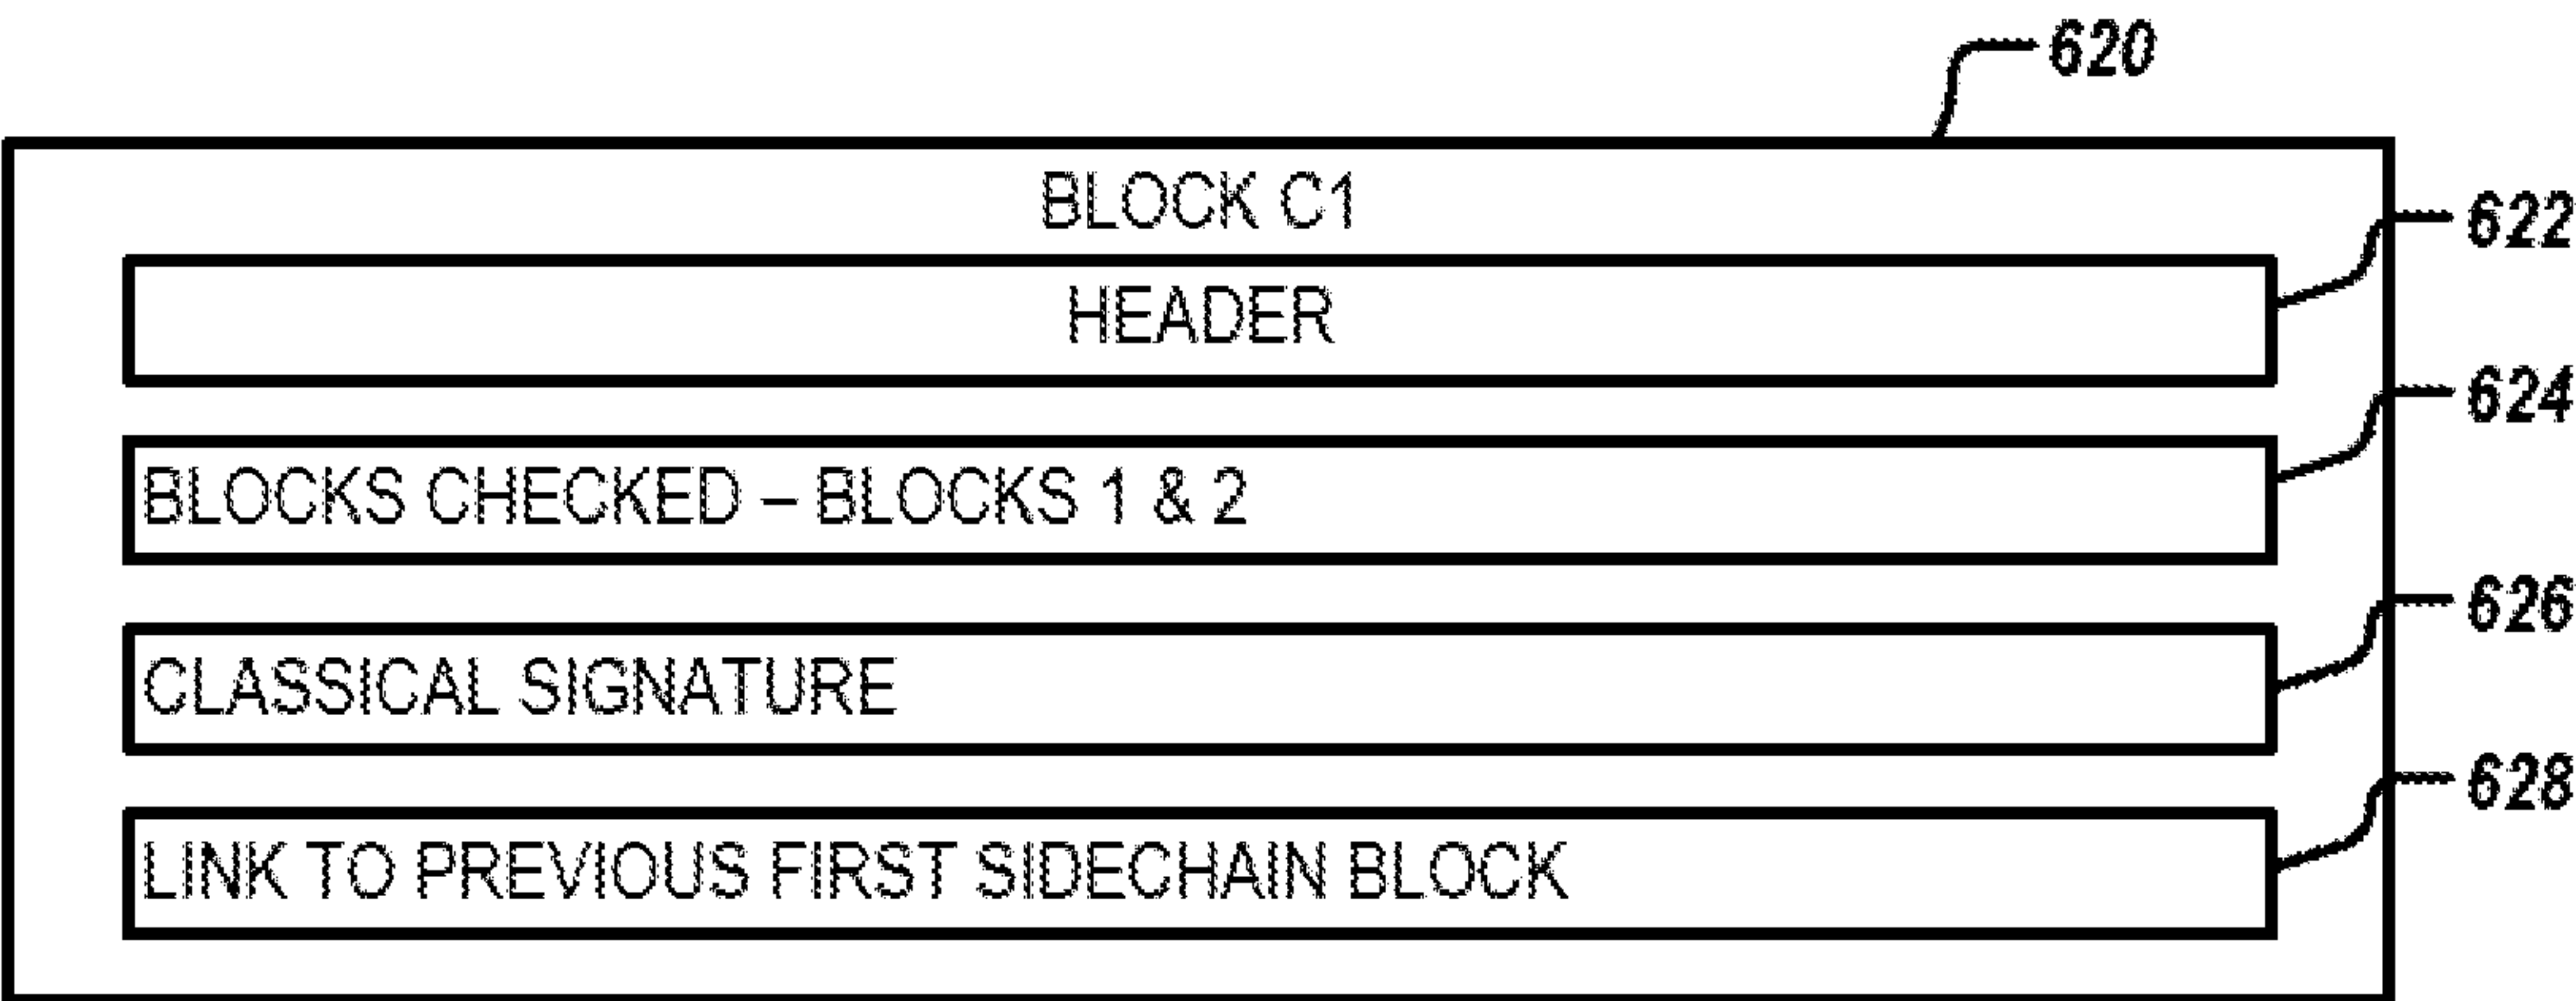 620
BLOCK C1
622
HEADER
624
BLOCKS CHECKED – BLOCKS 1 & 2
626
CLASSICAL SIGNATURE
628
LINK TO PREVIOUS FIRST SIDECHAIN BLOCK